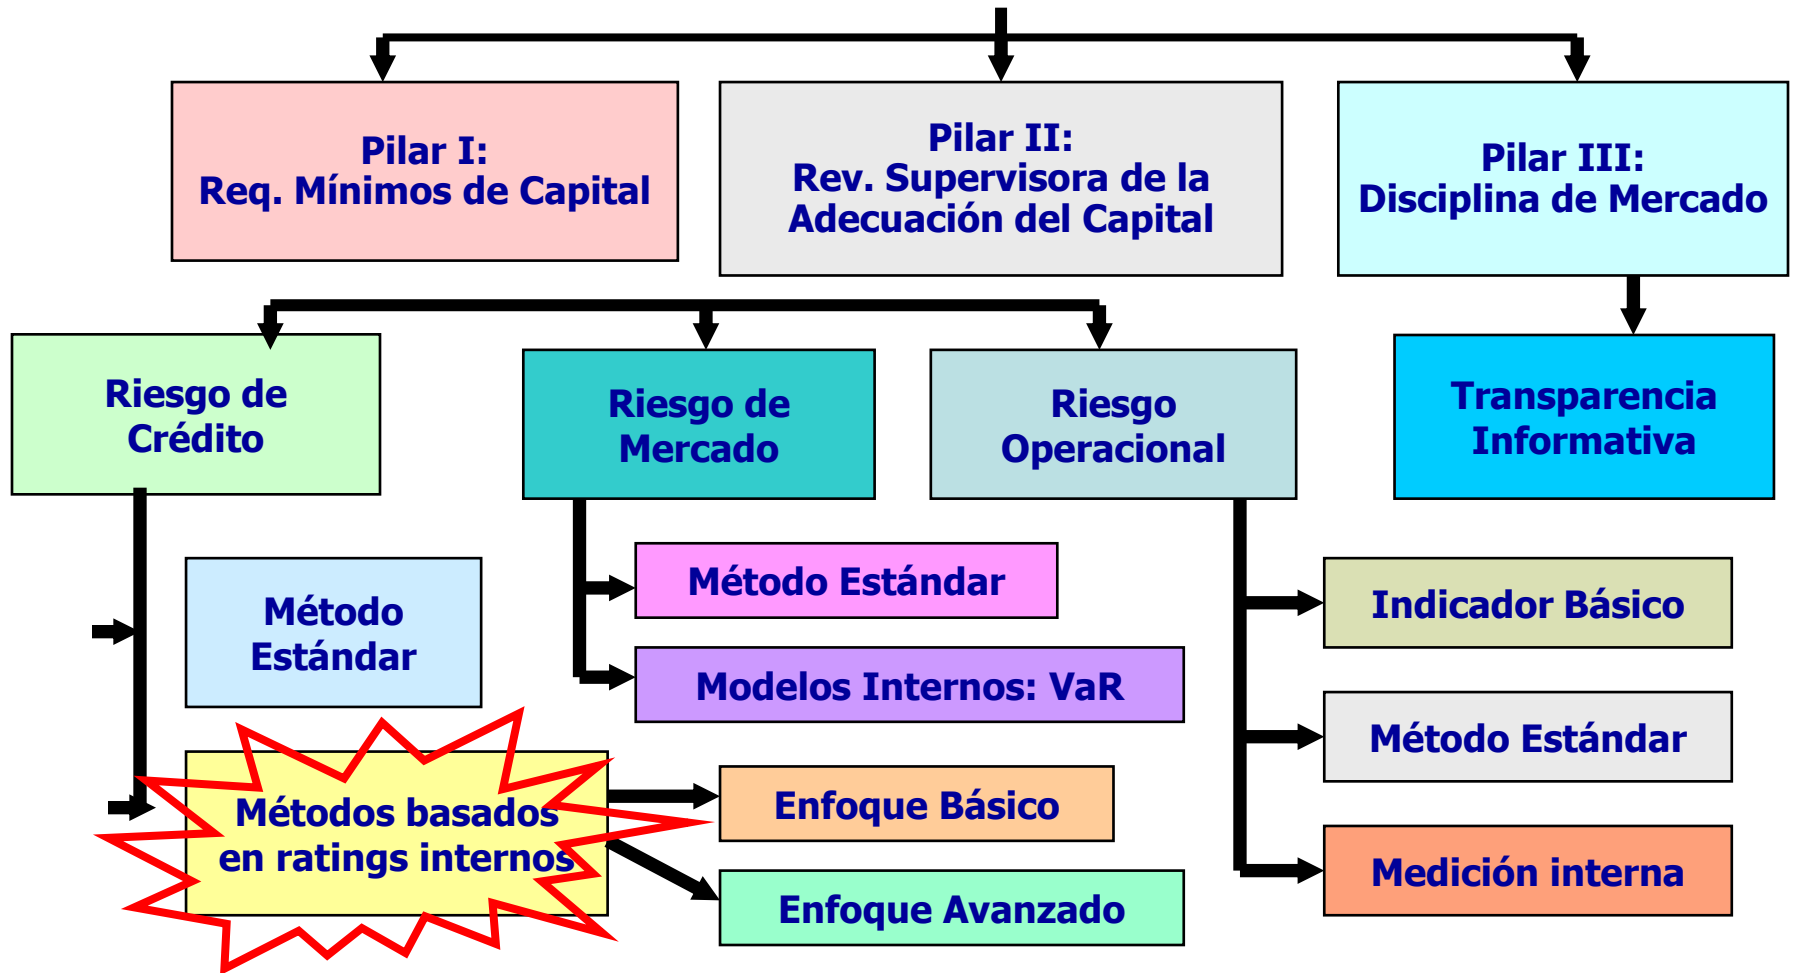 Pilar I:
Req. Mínimos de Capital
Pilar II:
Rev. Supervisora de la
Adecuación del Capital
Pilar III:
Disciplina de Mercado
Riesgo de
Crédito
Riesgo de
Mercado
Riesgo
Operacional
Transparencia
Informativa
Método
Estándar
Método Estándar
Modelos Internos: VaR
Indicador Básico
Método Estándar
Medición interna
Métodos basados
en ratings internos
Enfoque Básico
Enfoque Avanzado